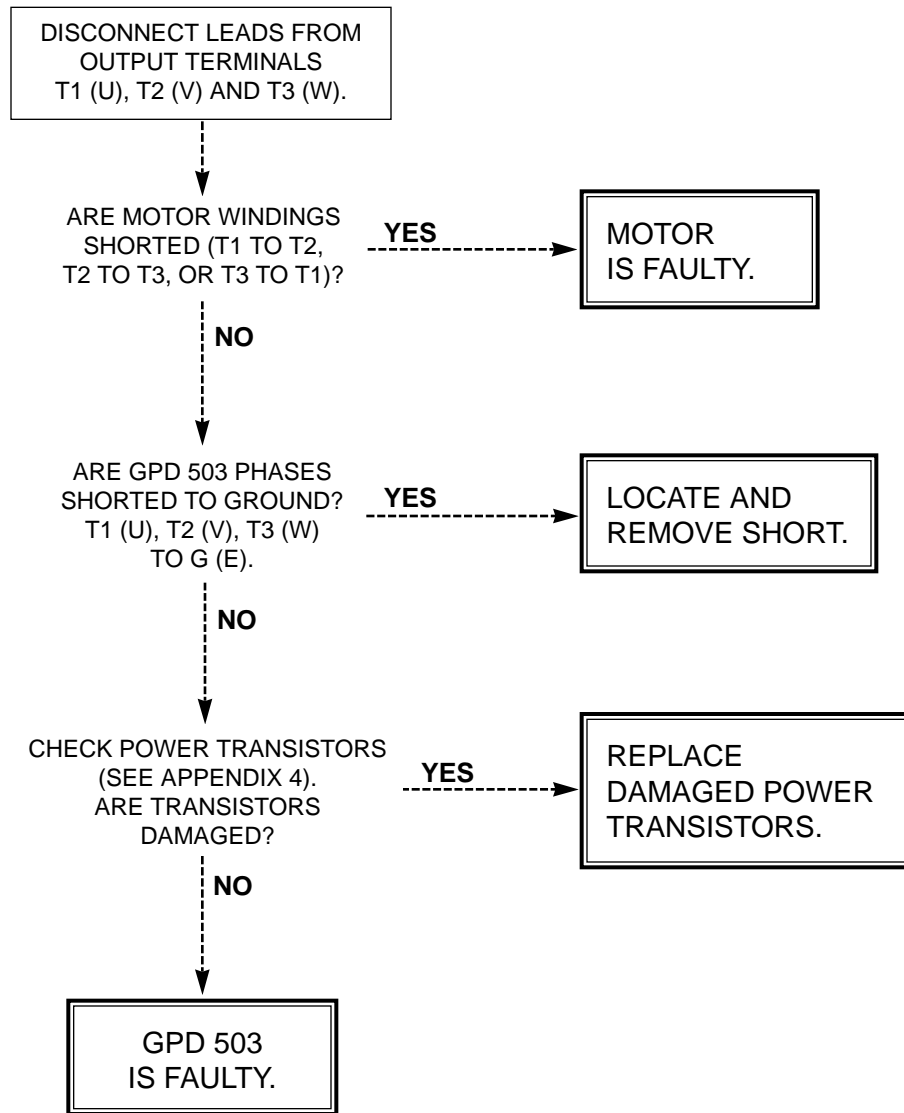 DISCONNECT LEADS FROM
OUTPUT TERMINALS
T1 (U), T2 (V) AND T3 (W).
ARE MOTOR WINDINGS
SHORTED (T1 TO T2,
T2 TO T3, OR T3 TO T1)?
YES
MOTOR
IS FAULTY.
NO
ARE GPD 503 PHASES
SHORTED TO GROUND?
T1 (U), T2 (V), T3 (W)
TO G (E).
YES
LOCATE AND
REMOVE SHORT.
NO
CHECK POWER TRANSISTORS
(SEE APPENDIX 4).
ARE TRANSISTORS
DAMAGED?
YES
REPLACE
DAMAGED POWER
TRANSISTORS.
NO
GPD 503
IS FAULTY.